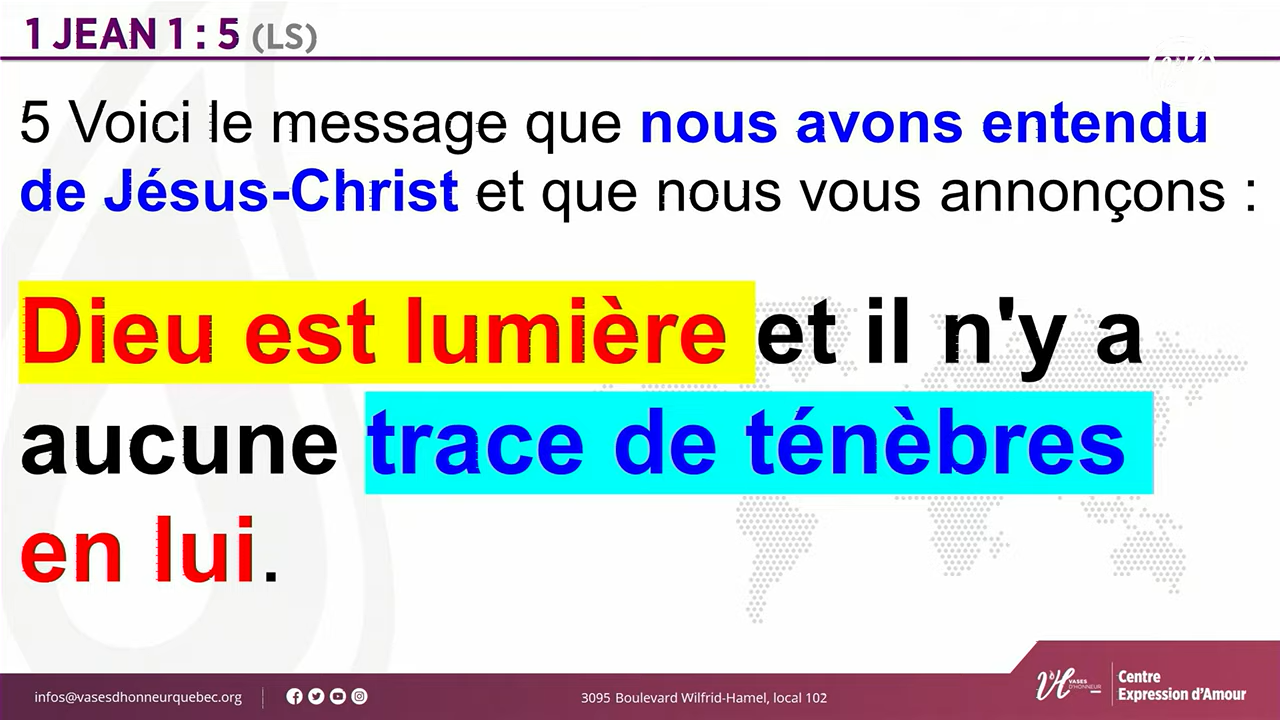 1 JEAN 1 : 5 (LS)
5 Voici le message que nous avons entendu
de Jésus-Christ et que nous vous annonçons :
Dieu est lumière et il n'y a
aucune trace de ténèbres
en lui.
infos@vasesdhonneurquebec.org
3095 Boulevard Wilfrid-Hamel, local 102
VASES
D'HONNEUR
Centre
Expression d'Amour